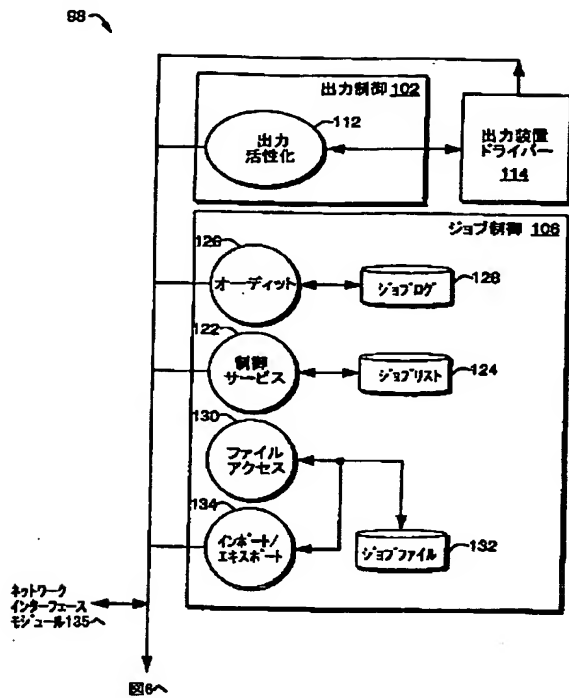 98
出力制御 102
112
出力
活性化
出力装置
ドライバー
114
ジョブ制御 106
126
オーディット
ジョブログ
128
122
制御
サービス
ジョブリスト
124
130
ファイル
アクセス
134
インポート/
エキスポート
ジョブファイル
132
ネットワーク
インターフェース
モジュール135へ
図6へ